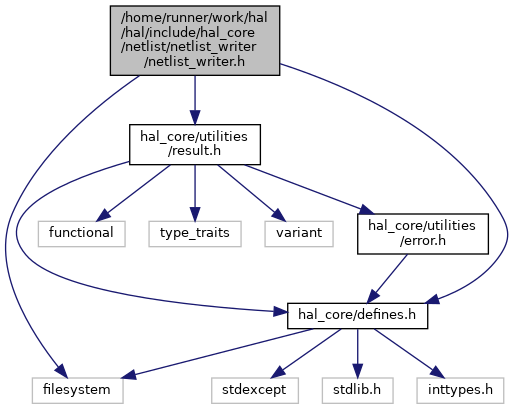 /home/runner/work/hal
/hal/include/hal_core
/netlist/netlist_writer
/netlist_writer.h
hal_core/utilities
/result.h
functional
type_traits
variant
hal_core/utilities
/error.h
hal_core/defines.h
filesystem
stdexcept
stdlib.h
inttypes.h